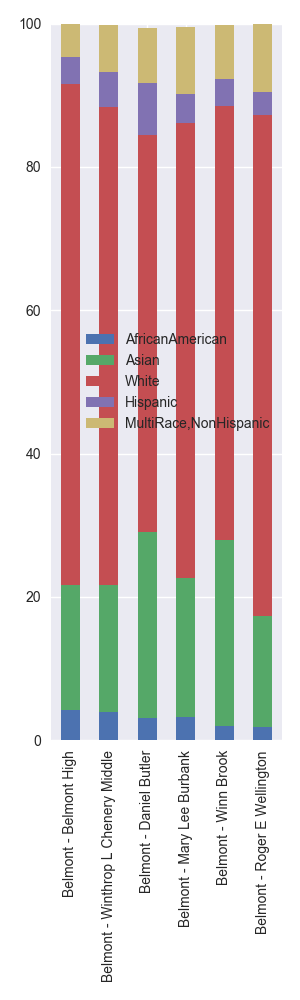 100
80
60
40
20
0
AfricanAmerican
Asian
White
Hispanic
MultiRace,NonHispanic
Belmont - Belmont High
Belmont - Winthrop L Chenery Middle
Belmont - Daniel Butler
Belmont - Mary Lee Burbank
Belmont - Winn Brook
Belmont - Roger E Wellington